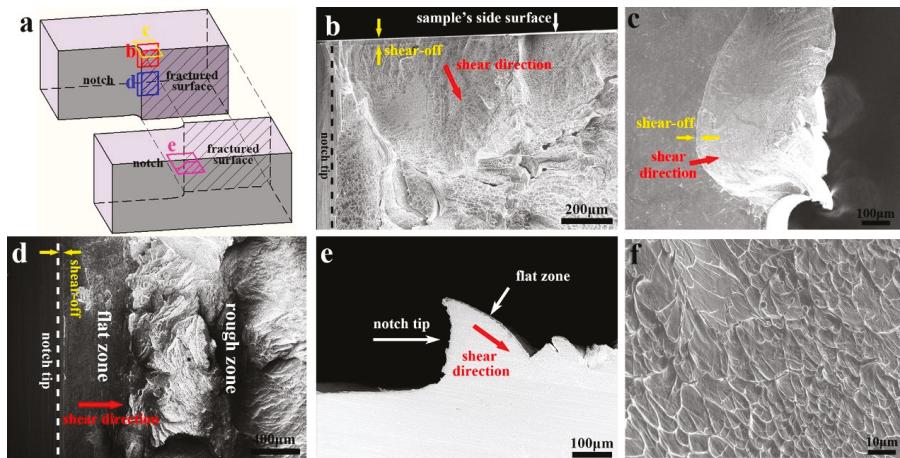 a
c
b
notch
d
fractured
surface
fractured
surface
e
notch
b
sample's side surface
shear-off
shear direction
notch tip
200μm
c
shear-off
shear
direction
100μm
d
shear-off
notch tip
flat zone
rough zone
shear direction
400μm
e
flat zone
notch tip
shear
direction
100μm
f
10μm